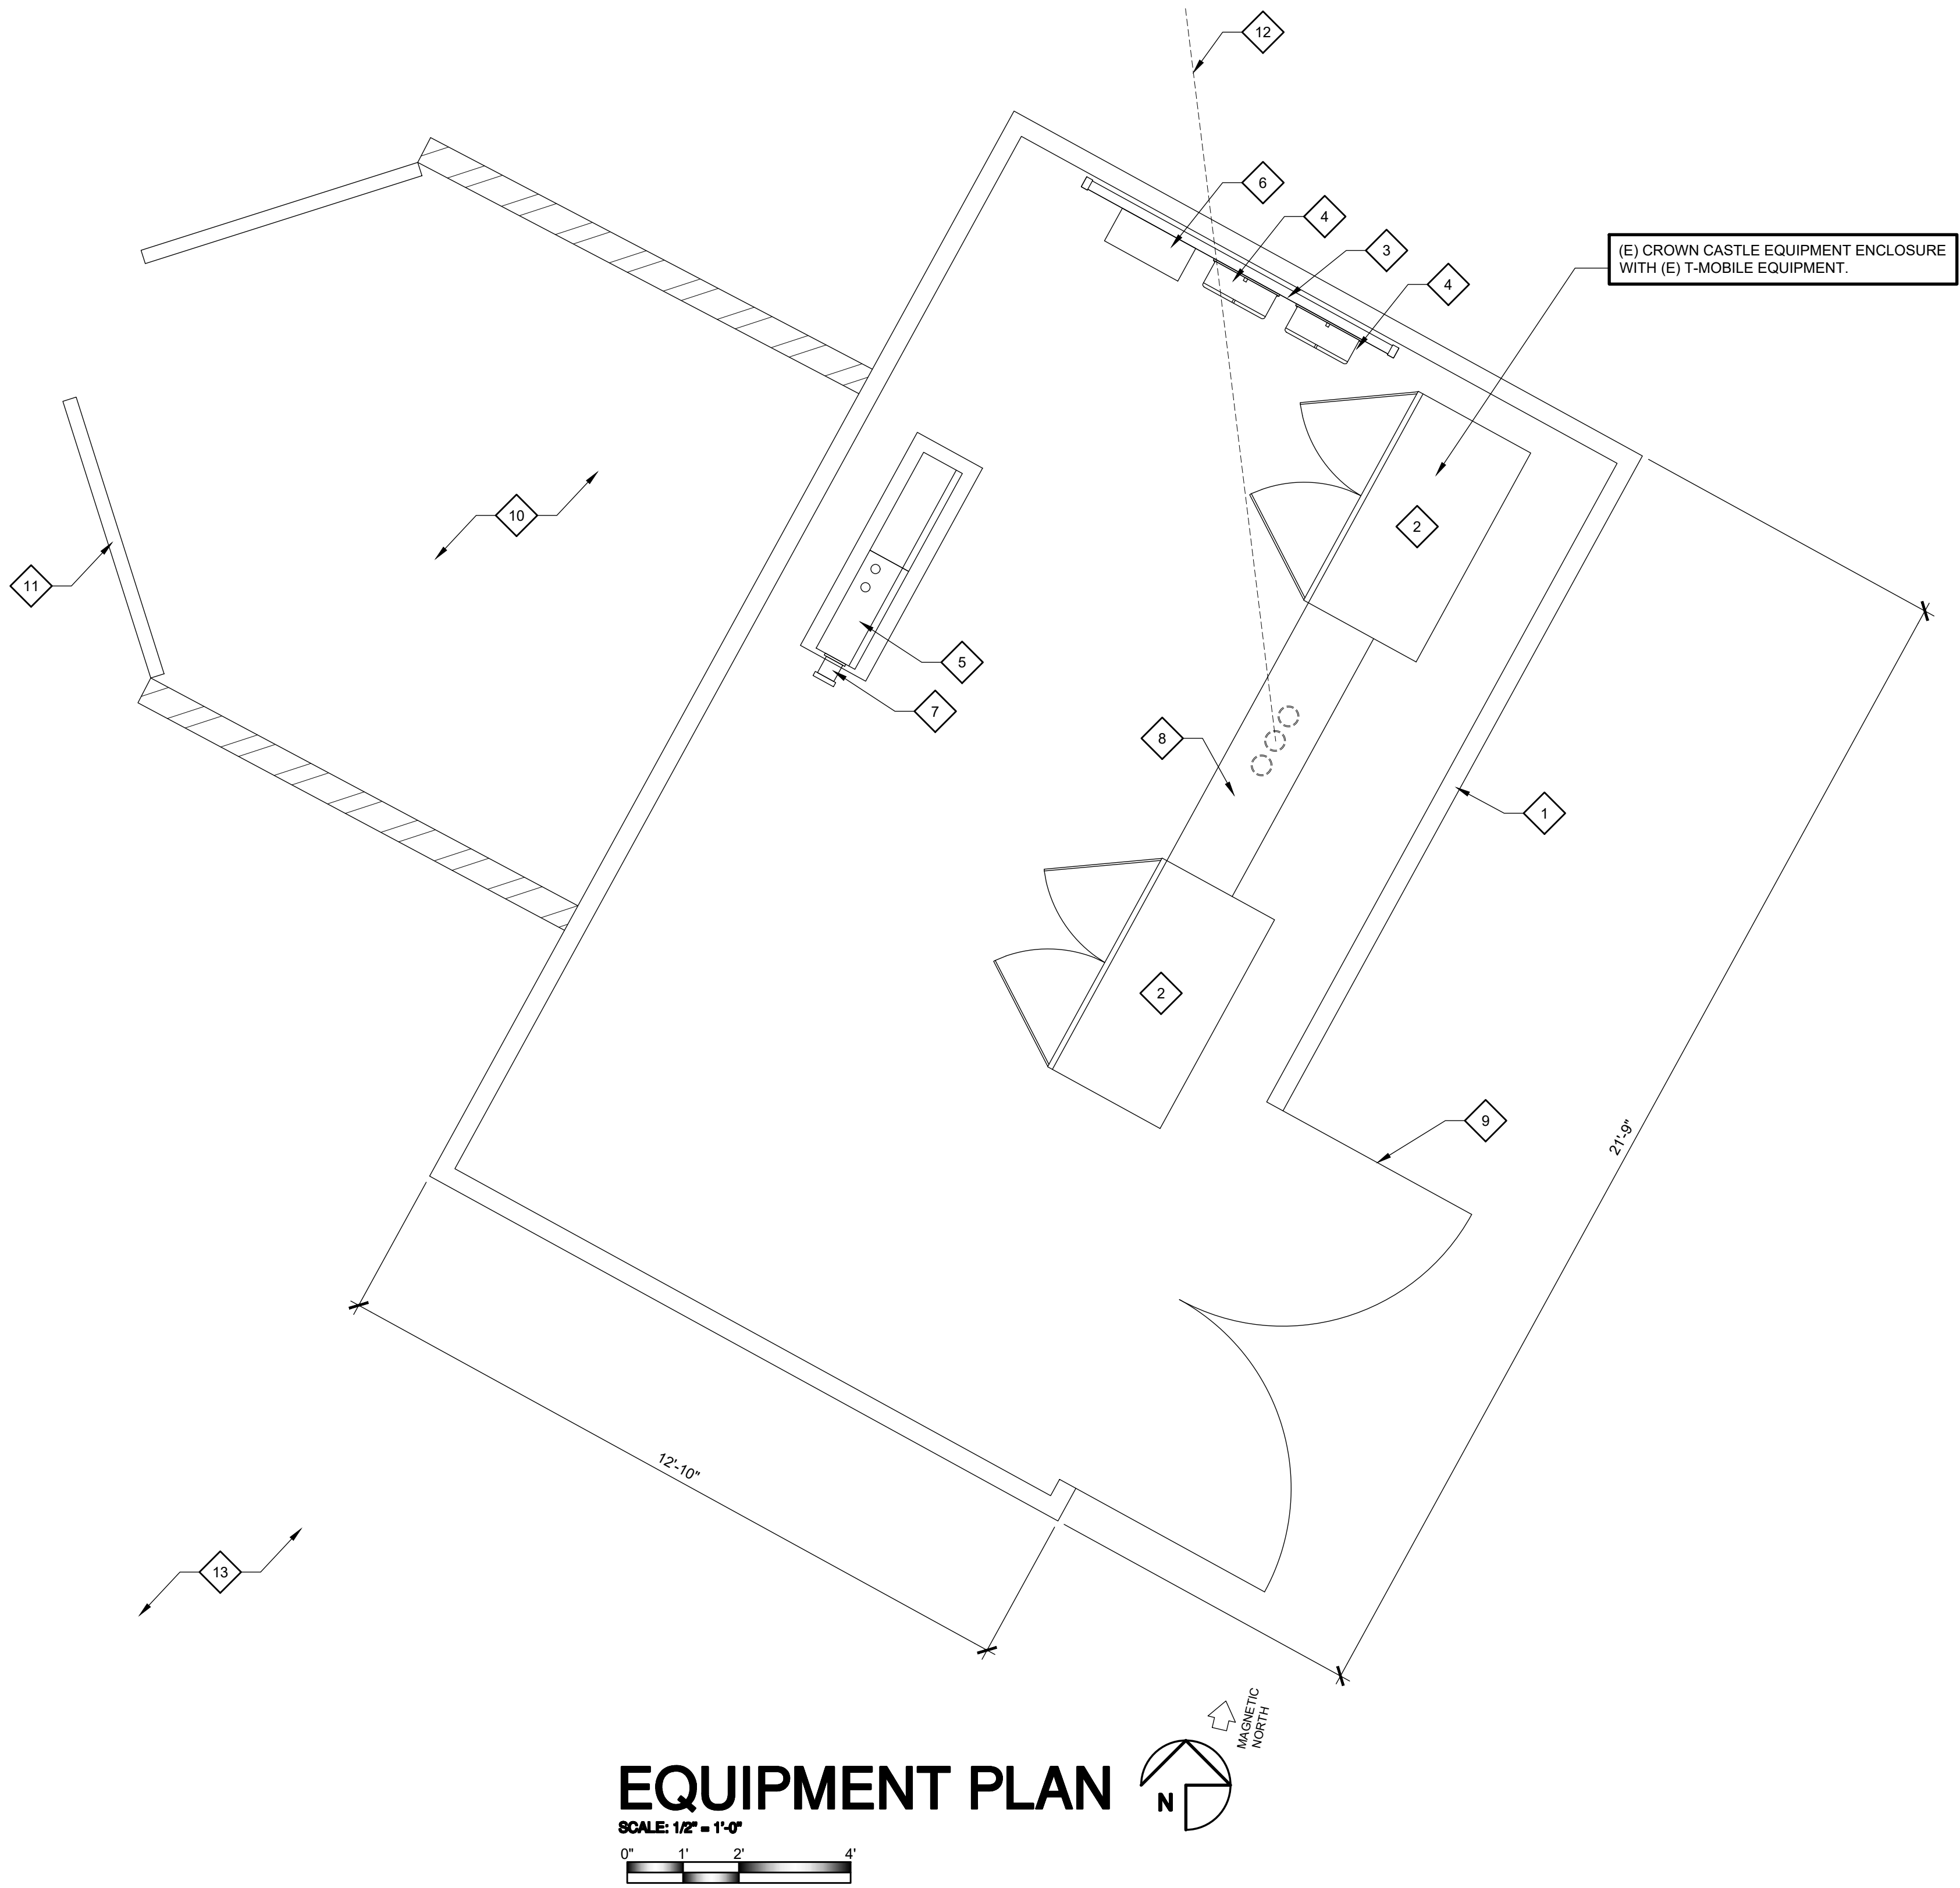 12
6
4
3
4
(E) CROWN CASTLE EQUIPMENT ENCLOSURE
WITH (E) T-MOBILE EQUIPMENT.
10
2
11
5
7
8
1
2
9
21'-9"
12'-10"
13
MAGNETIC
NORTH
EQUIPMENT PLAN
N
SCALE: 1/2" = 1'-0"
0" 1' 2' 4'